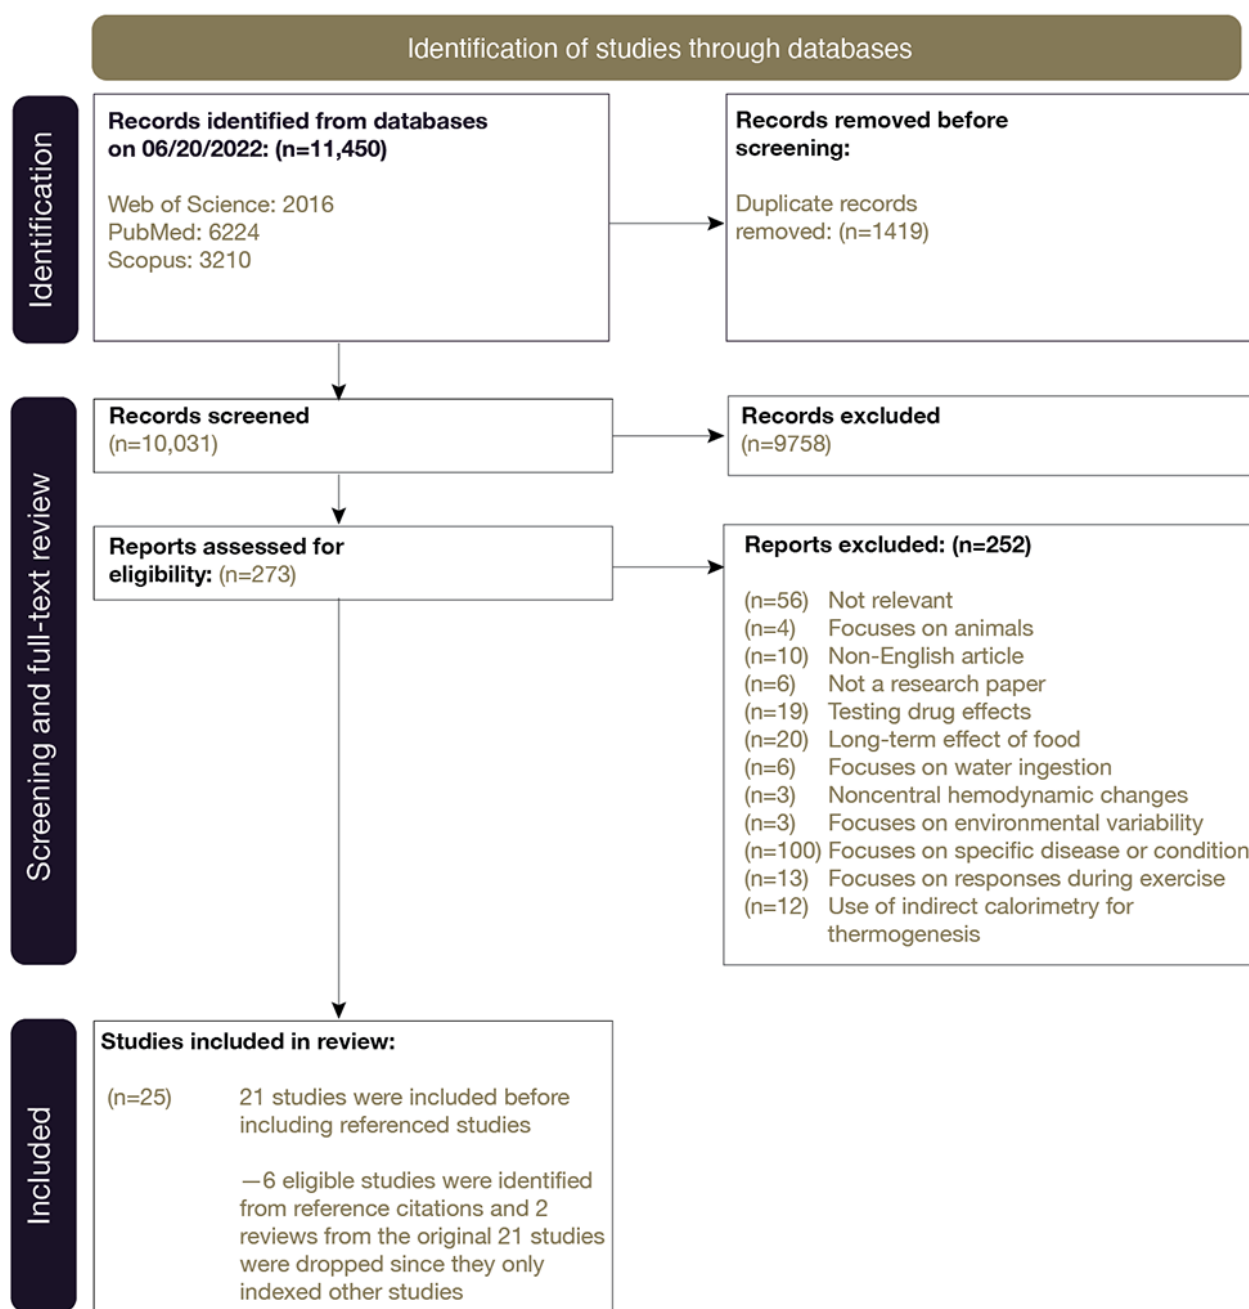 Identification of studies through databases
Identification
Records identified from databases
on 06/20/2022: (n=11,450)
Web of Science: 2016
PubMed: 6224
Scopus: 3210
Records removed before
screening:
Duplicate records
removed: (n=1419)
Screening and full-text review
Records screened
(n=10,031)
Records excluded
(n=9758)
Reports assessed for
eligibility: (n=273)
Reports excluded: (n=252)
(n=56) Not relevant
(n=4) Focuses on animals
(n=10) Non-English article
(n=6) Not a research paper
(n=19) Testing drug effects
(n=20) Long-term effect of food
(n=6) Focuses on water ingestion
(n=3) Noncentral hemodynamic changes
(n=3) Focuses on environmental variability
(n=100) Focuses on specific disease or condition
(n=13) Focuses on responses during exercise
(n=12) Use of indirect calorimetry for
thermogenesis
Included
Studies included in review:
(n=25) 21 studies were included before
including referenced studies
—6 eligible studies were identified
from reference citations and 2
reviews from the original 21 studies
were dropped since they only
indexed other studies